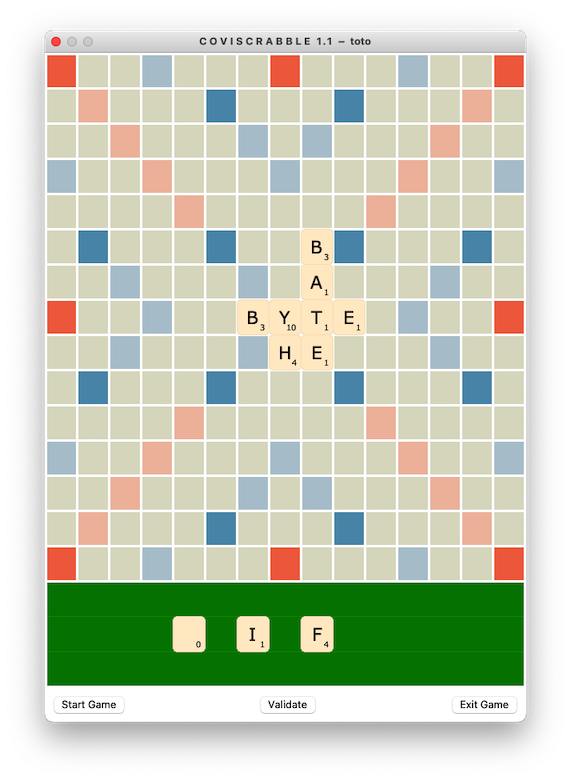 COVISCRABBLE 1.1 – toto
B3
A1
B3 Y10 T1 E1
H4 E1
0 I1 F4
Start Game Validate Exit Game